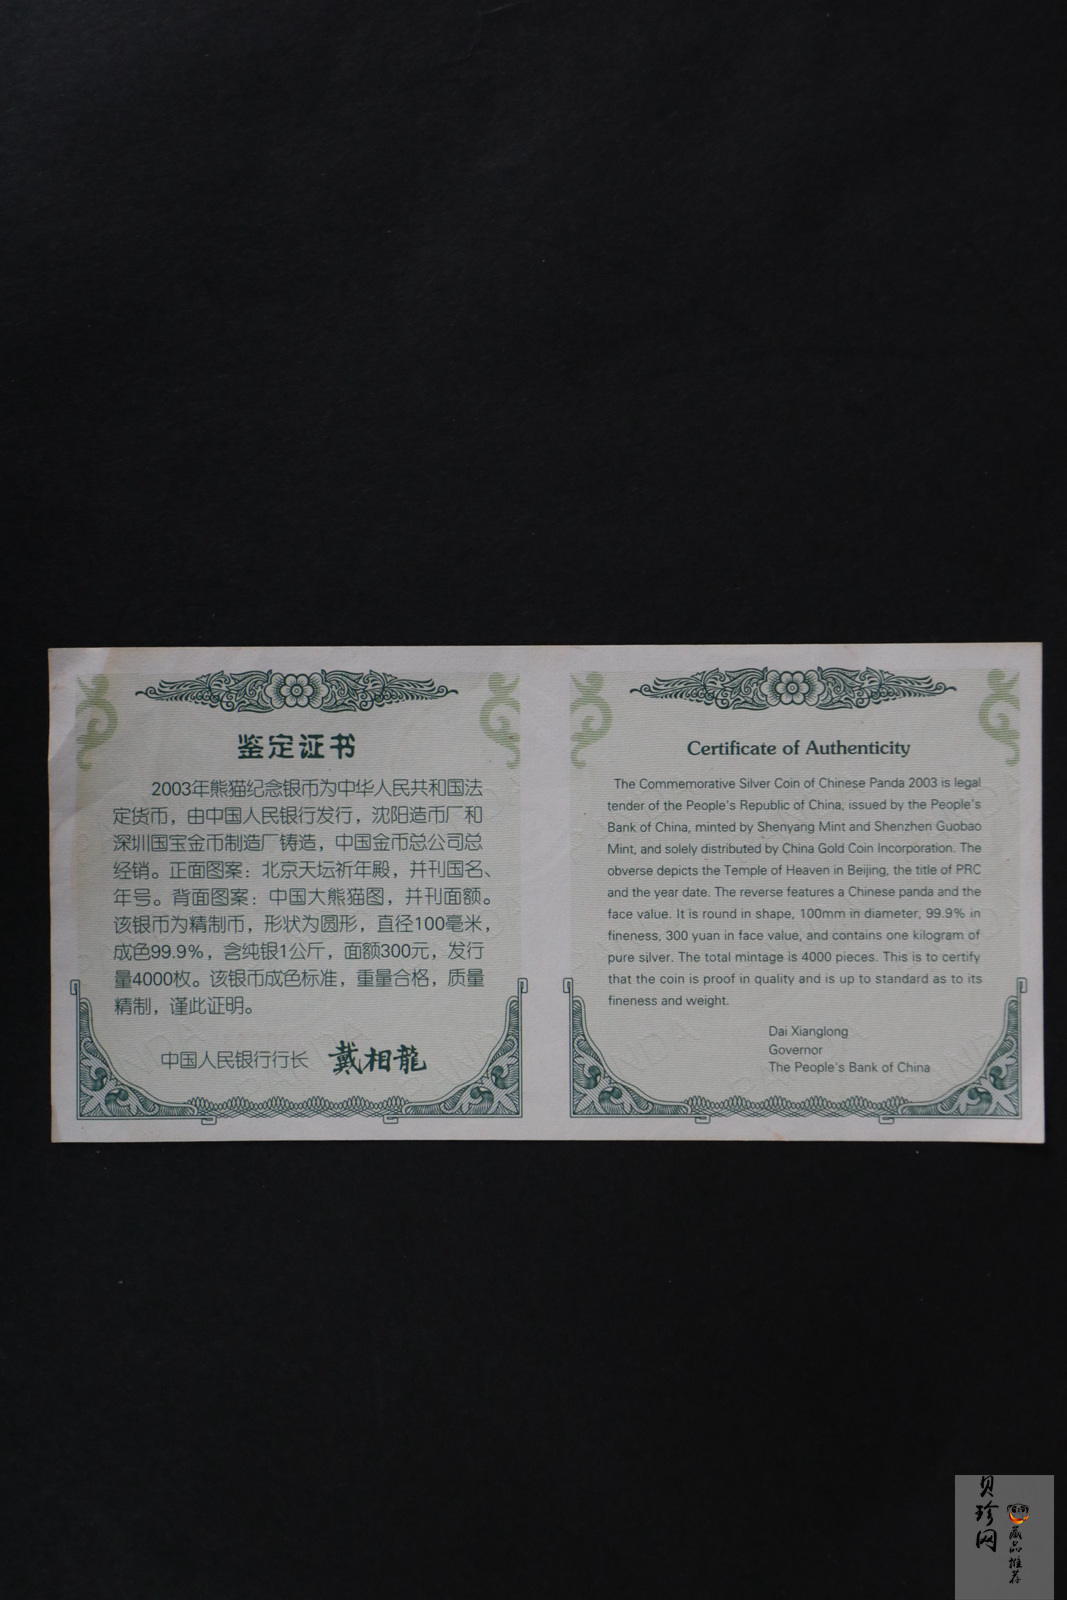 鉴定证书
2003年熊猫纪念银币为中华人民共和国法
定货币，由中国人民银行发行，沈阳造币厂和
深圳国宝金币制造厂铸造，中国金币总公司总
经销。正面图案：北京天坛祈年殿，并刊国名、
年号。背面图案：中国大熊猫图，并刊面额。
该银币为精制币，形状为圆形，直径100毫米，
成色99.9%，含纯银1公斤，面额300元，发行
量4000枚。该银币成色标准，重量合格，质量
精制，谨此证明。
中国人民银行行长 戴相龍
Certificate of Authenticity
The Commemorative Silver Coin of Chinese Panda 2003 is legal
tender of the People's Republic of China, issued by the People's
Bank of China, minted by Shenyang Mint and Shenzhen Guobao
Mint, and solely distributed by China Gold Coin Incorporation. The
obverse depicts the Temple of Heaven in Beijing, the title of PRC
and the year date. The reverse features a Chinese panda and the
face value. It is round in shape, 100mm in diameter, 99.9% in
fineness, 300 yuan in face value, and contains one kilogram of
pure silver. The total mintage is 4000 pieces. This is to certify
that the coin is proof in quality and is up to standard as to its
fineness and weight.
Dai Xianglong
Governor
The People's Bank of China
贝珍网
藏品推荐